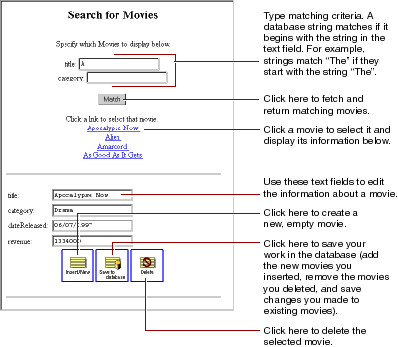 Search for Movies
Specify which Movies to display below.
title: A
category:
Match
Click a link to select that movie.
Apocalypse Now
Alien
Amarcord
As Good As It Gets
title: Apocalypse Now
category: Drama
dateReleased:
revenue: 1334000
Insert/New
Save to database
Delete
Type matching criteria. A
database string matches if it
begins with the string in the
text field. For example,
strings match “The” if they
start with the string “The”.
Click here to fetch and
return matching movies.
Click a movie to select it and
display its information below.
Use these text fields to edit
the information about a movie.
Click here to create a
new, empty movie.
Click here to save your
work in the database (add
the new movies you
inserted, remove the movies
you deleted, and save
changes you made to
existing movies).
Click here to delete the
selected movie.